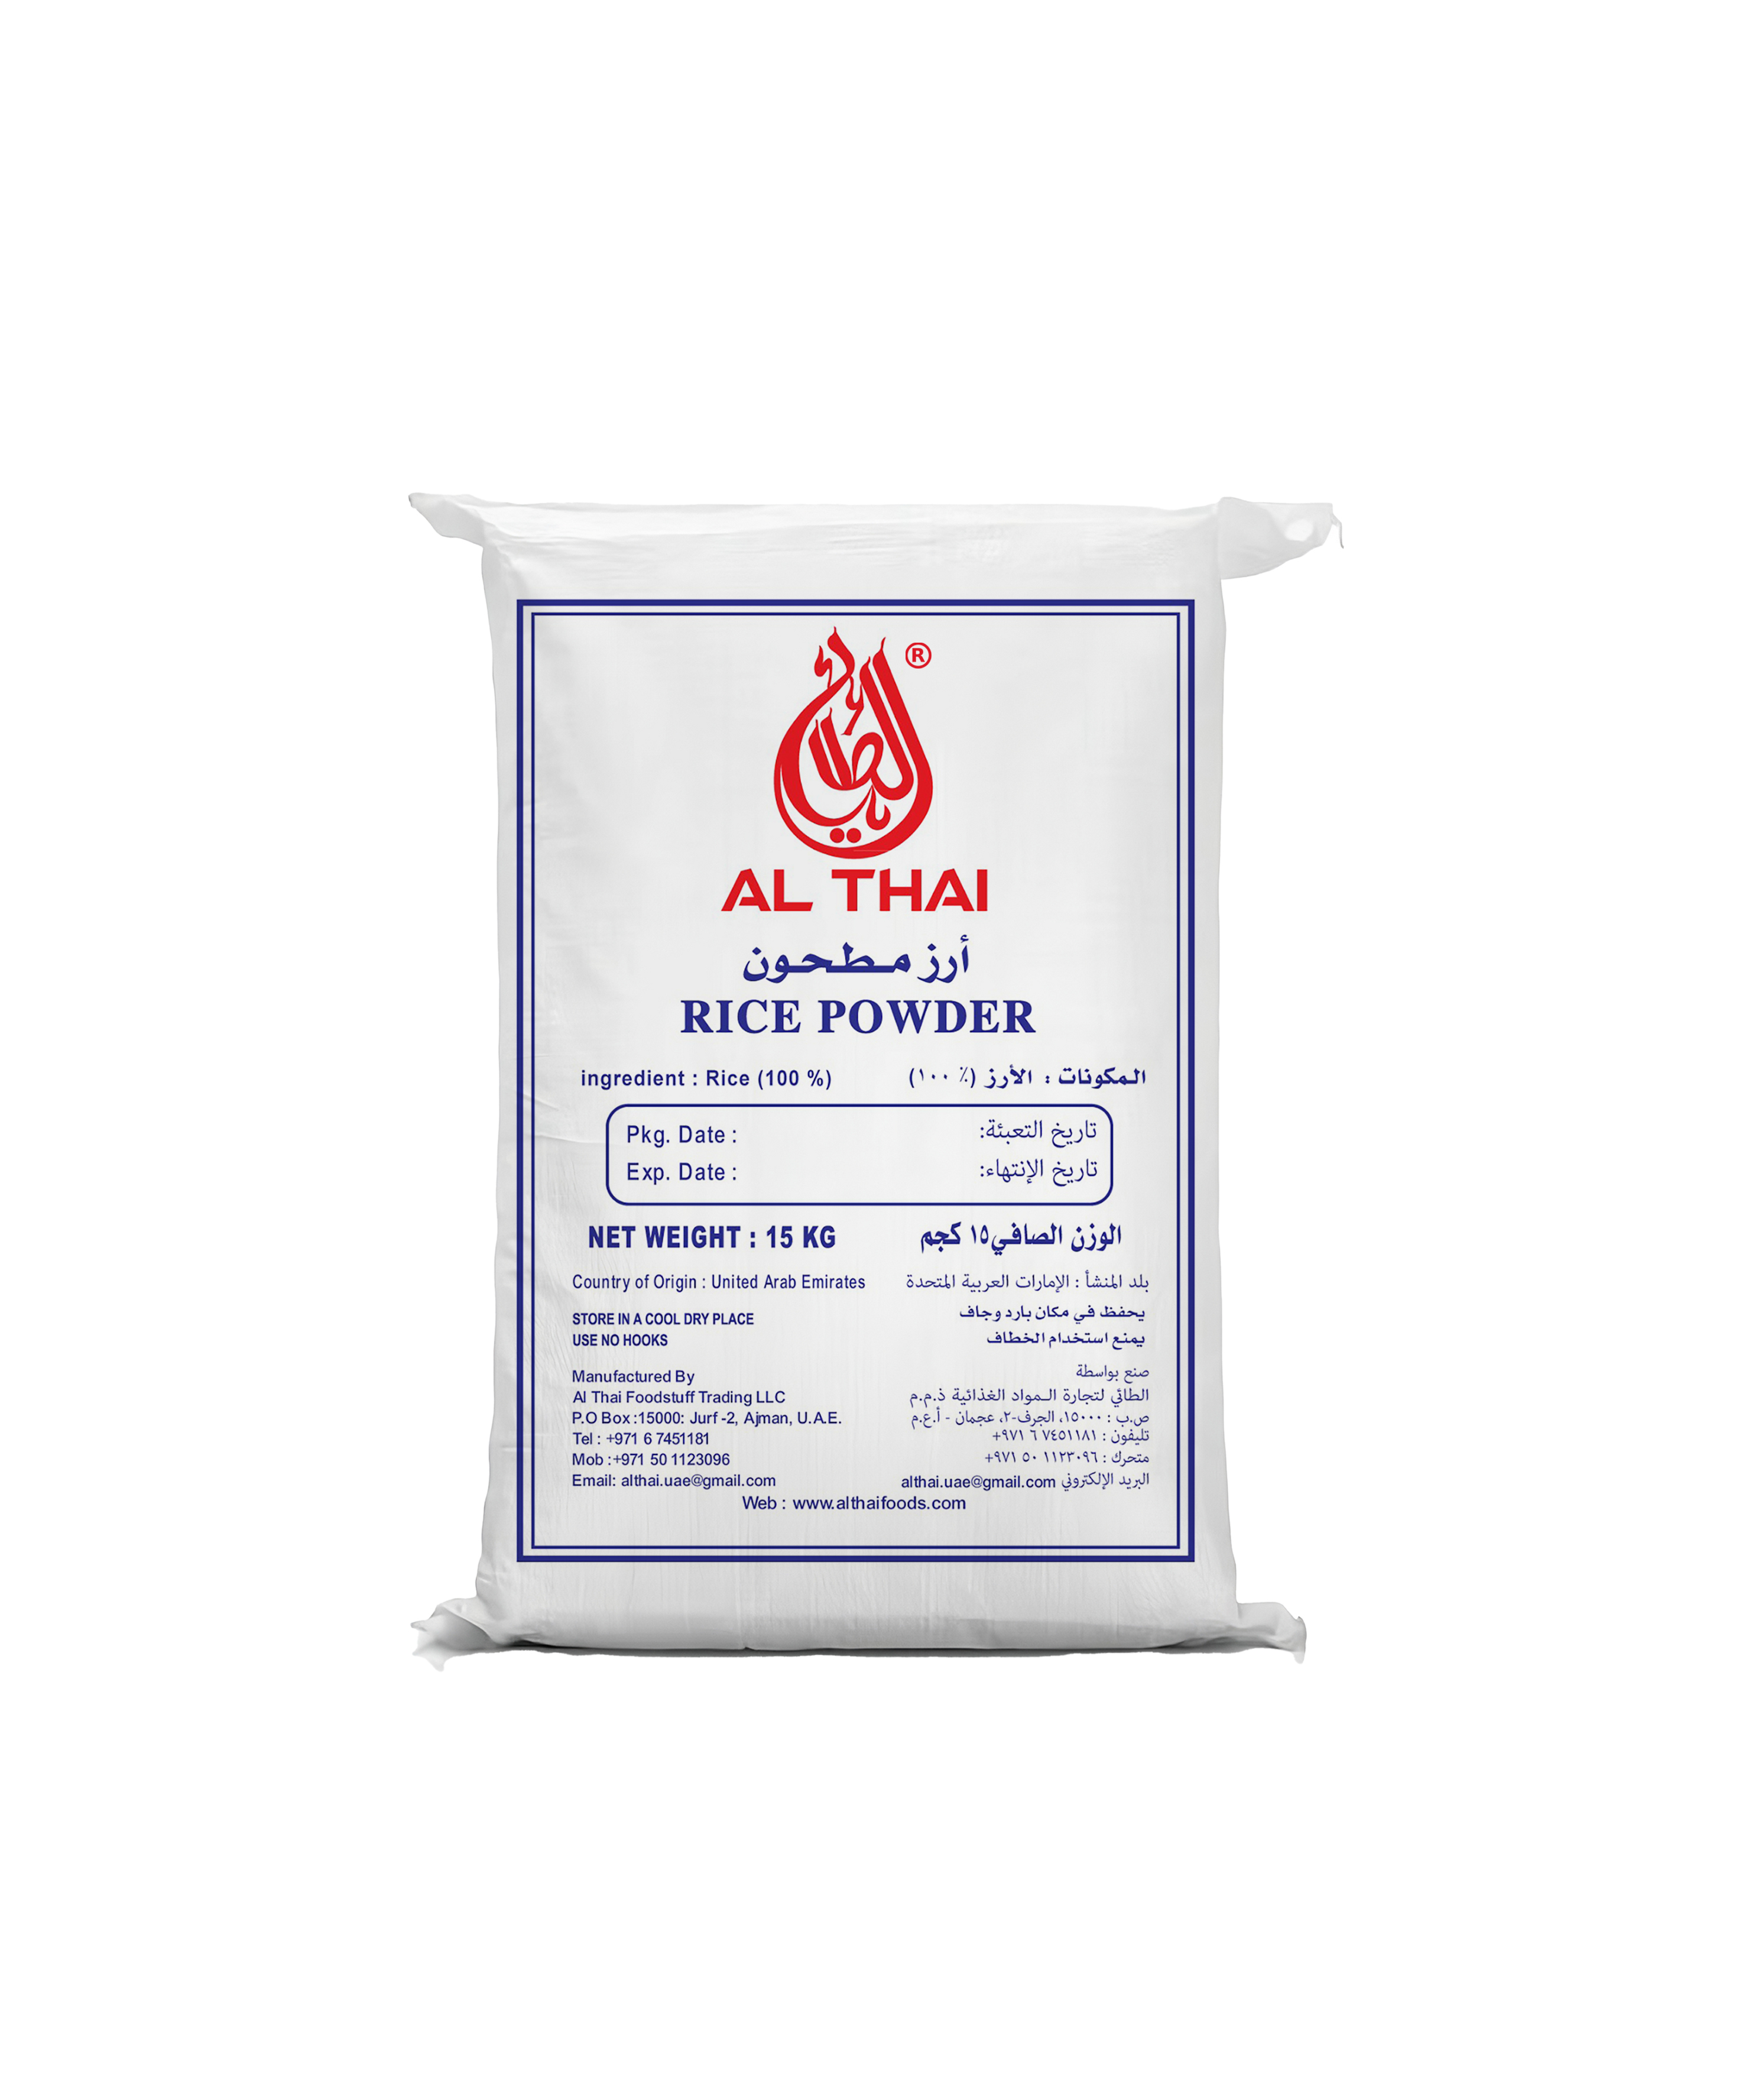 الطائي ®
AL THAI
أرز مطحون
RICE POWDER
ingredient : Rice (100 %) المكونات : الأرز (٪ ١٠٠)
Pkg. Date : تاريخ التعبئة:
Exp. Date : تاريخ الإنتهاء:
NET WEIGHT : 15 KG الوزن الصافي١٥ كجم
Country of Origin : United Arab Emirates بلد المنشأ : الإمارات العربية المتحدة
STORE IN A COOL DRY PLACE يحفظ في مكان بارد وجاف
USE NO HOOKS يمنع استخدام الخطاف
Manufactured By صنع بواسطة
Al Thai Foodstuff Trading LLC الطائي لتجارة المواد الغذائية ذ.م.م
P.O Box :15000: Jurf -2, Ajman, U.A.E. ص.ب : ١٥٠٠٠، الجرف-٢، عجمان - أ.ع.م
Tel : +971 6 7451181 تليفون : ٧٤٥١١٨١ ٦ ٩٧١+
Mob :+971 50 1123096 متحرك : ١١٢٣٠٩٦ ٥٠ ٩٧١+
Email: althai.uae@gmail.com althai.uae@gmail.com البريد الإلكتروني
Web : www.althaifoods.com